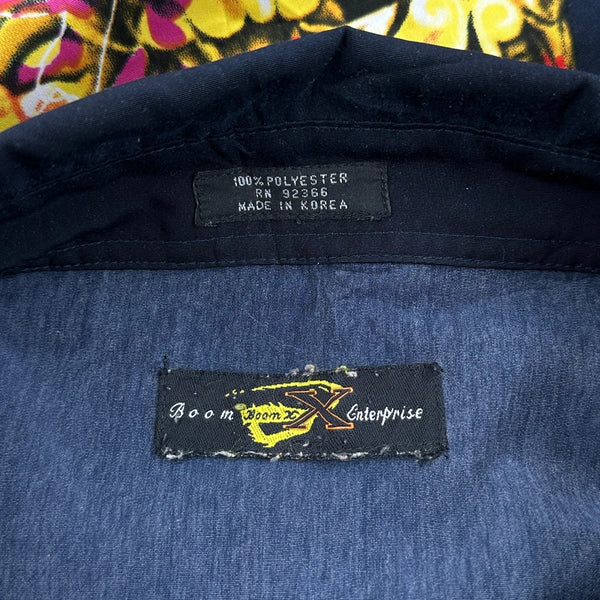 100% POLYESTER
RN 92366
MADE IN KOREA
Boom Boom X X Enterprise